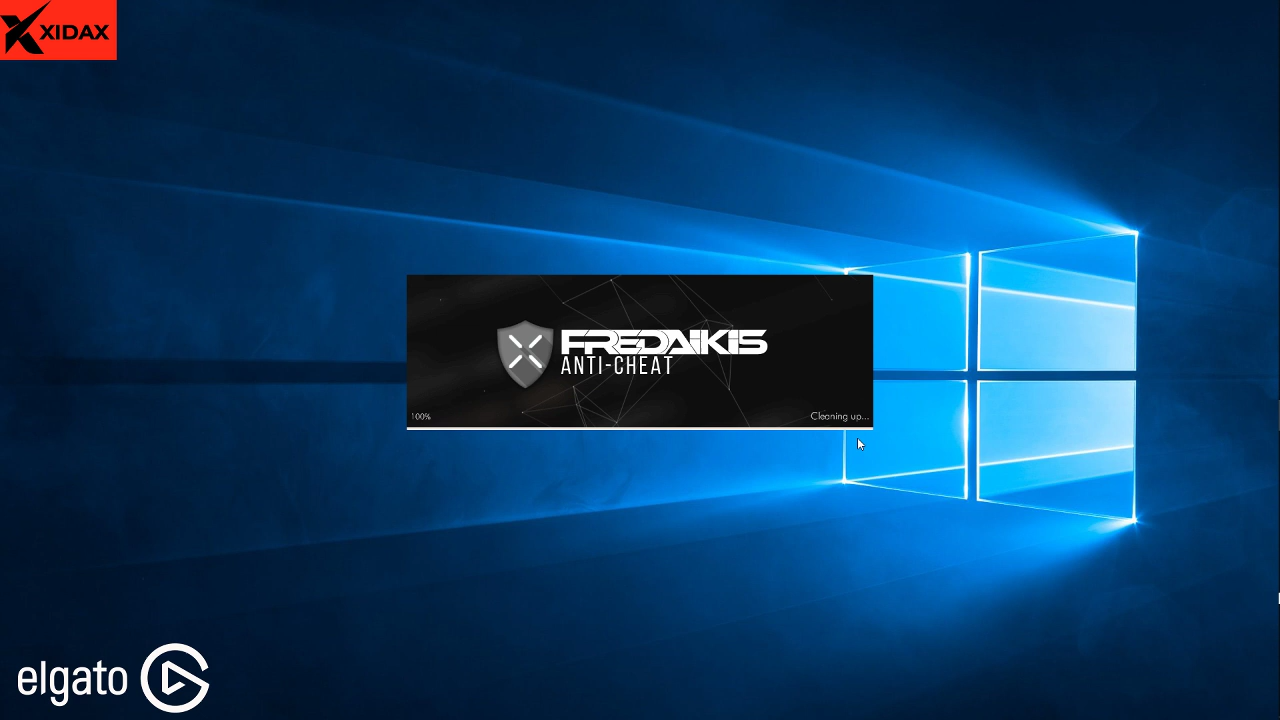 XIDAX
FREDAIKIS
ANTI-CHEAT
100%
Cleaning up...
elgato